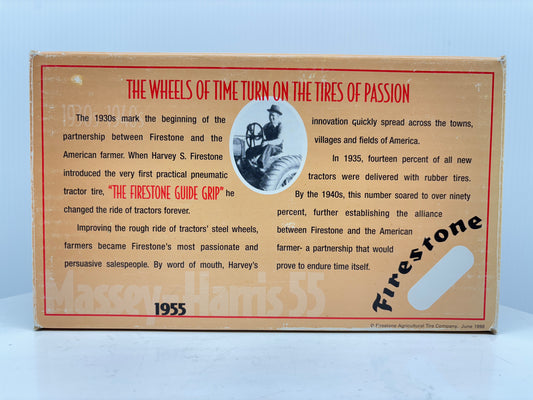 THE WHEELS OF TIME TURN ON THE TIRES OF PASSION
1930-1940
The 1930s mark the beginning of the
partnership between Firestone and the
American farmer. When Harvey S. Firestone
introduced the very first practical pneumatic
tractor tire, "THE FIRESTONE GUIDE GRIP" he
changed the ride of tractors forever.
Improving the rough ride of tractors' steel wheels,
farmers became Firestone's most passionate and
persuasive salespeople. By word of mouth, Harvey's
innovation quickly spread across the towns,
villages and fields of America.
In 1935, fourteen percent of all new
tractors were delivered with rubber tires.
By the 1940s, this number soared to over ninety
percent, further establishing the alliance
between Firestone and the American
farmer- a partnership that would
prove to endure time itself.
Firestone
Massey-Harris 55
1955
© Firestone Agricultural Tire Company, June 1998